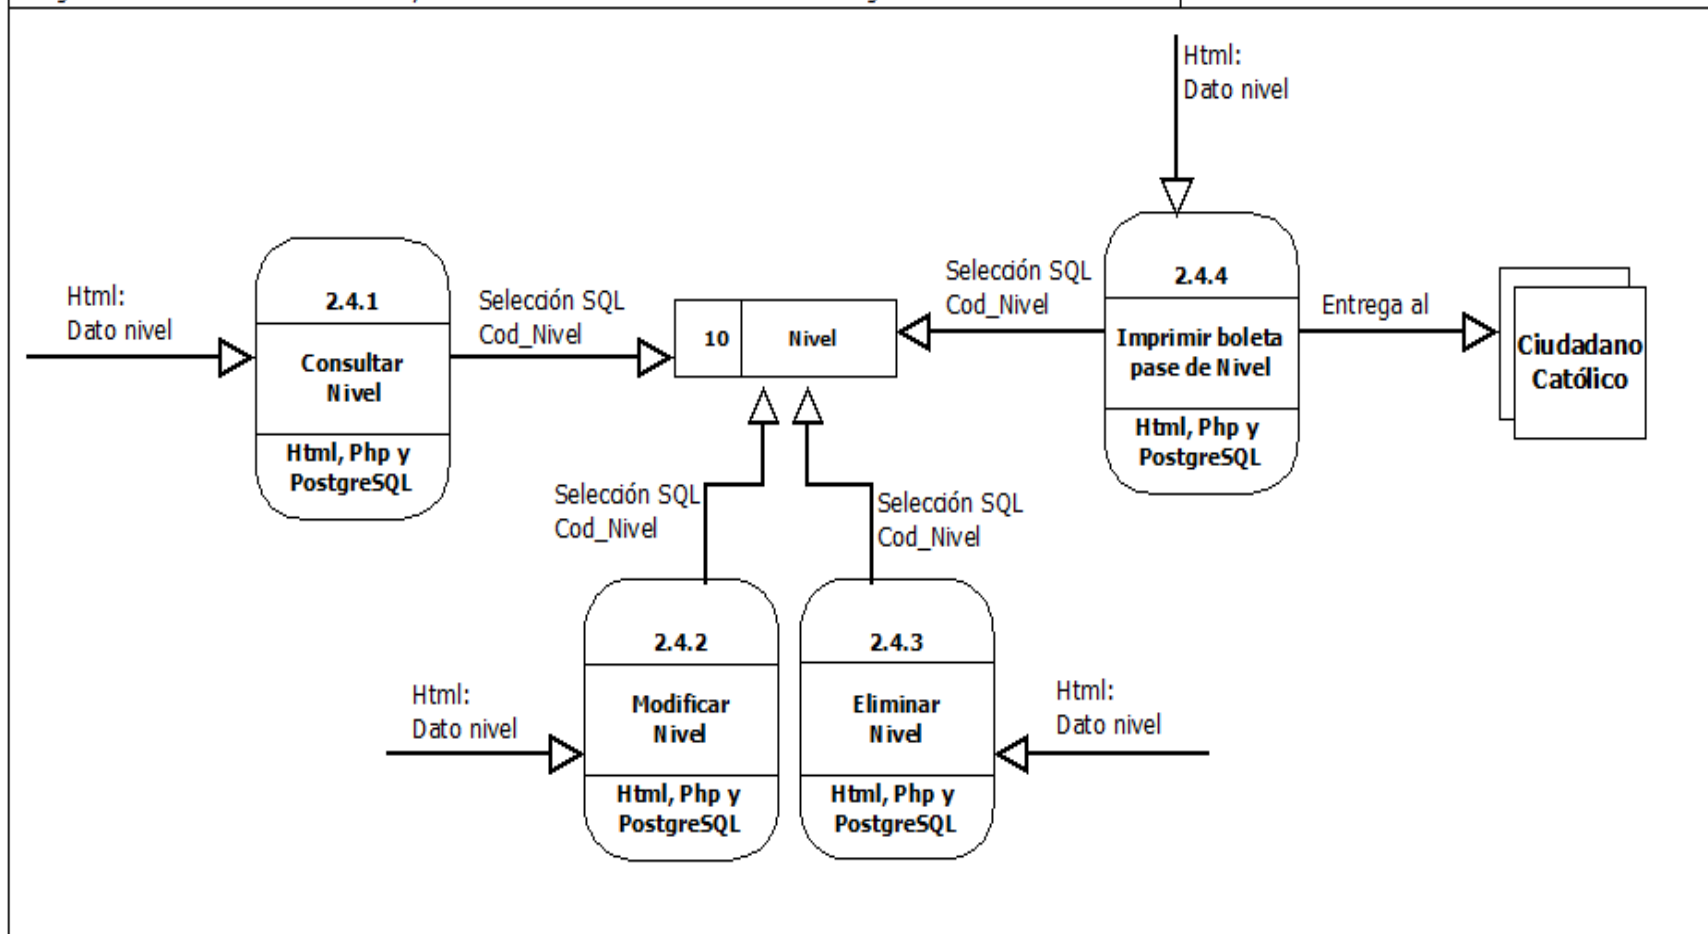 Html:
Dato nivel
2.4.1
Consultar
Nivel
Html, Php y
PostgreSQL
Selección SQL
Cod_Nivel
10
Nivel
Selección SQL
Cod_Nivel
Html:
Dato nivel
2.4.4
Imprimir boleta
pase de Nivel
Html, Php y
PostgreSQL
Entrega al
Ciudadano
Católico
Selección SQL
Cod_Nivel
Selección SQL
Cod_Nivel
Html:
Dato nivel
2.4.2
Modificar
Nivel
Html, Php y
PostgreSQL
2.4.3
Eliminar
Nivel
Html, Php y
PostgreSQL
Html:
Dato nivel